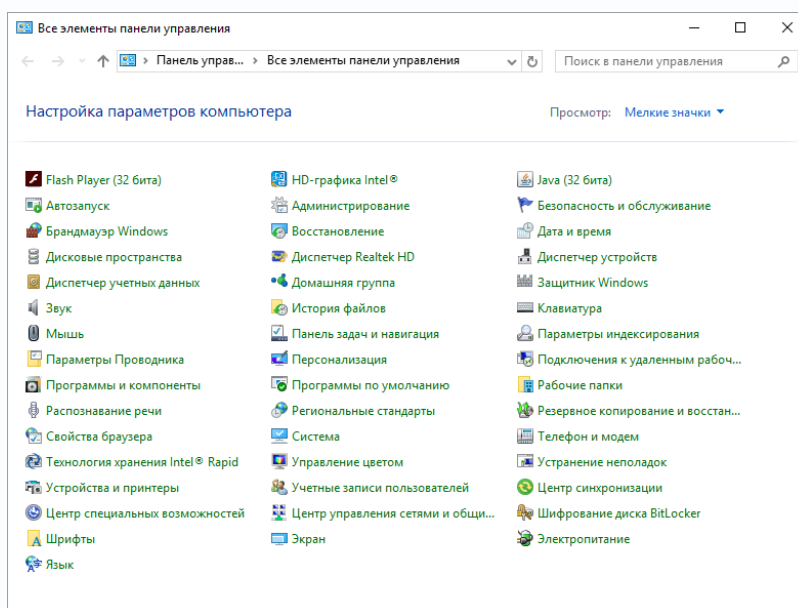 Все элементы панели управления
Панель управ... > Все элементы панели управления
Поиск в панели управления
Настройка параметров компьютера
Просмотр: Мелкие значки
Flash Player (32 бита) HD-графика Intel® Java (32 бита)
Автозапуск Администрирование Безопасность и обслуживание
Брандмауэр Windows Восстановление Дата и время
Дисковые пространства Диспетчер Realtek HD Диспетчер устройств
Диспетчер учетных данных Домашняя группа Защитник Windows
Звук История файлов Клавиатура
Мышь Панель задач и навигация Параметры индексирования
Параметры Проводника Персонализация Подключения к удаленным рабоч...
Программы и компоненты Программы по умолчанию Рабочие папки
Распознавание речи Региональные стандарты Резервное копирование и восстан...
Свойства браузера Система Телефон и модем
Технология хранения Intel® Rapid Управление цветом Устранение неполадок
Устройства и принтеры Учетные записи пользователей Центр синхронизации
Центр специальных возможностей Центр управления сетями и общи... Шифрование диска BitLocker
Шрифты Экран Электропитание
Язык